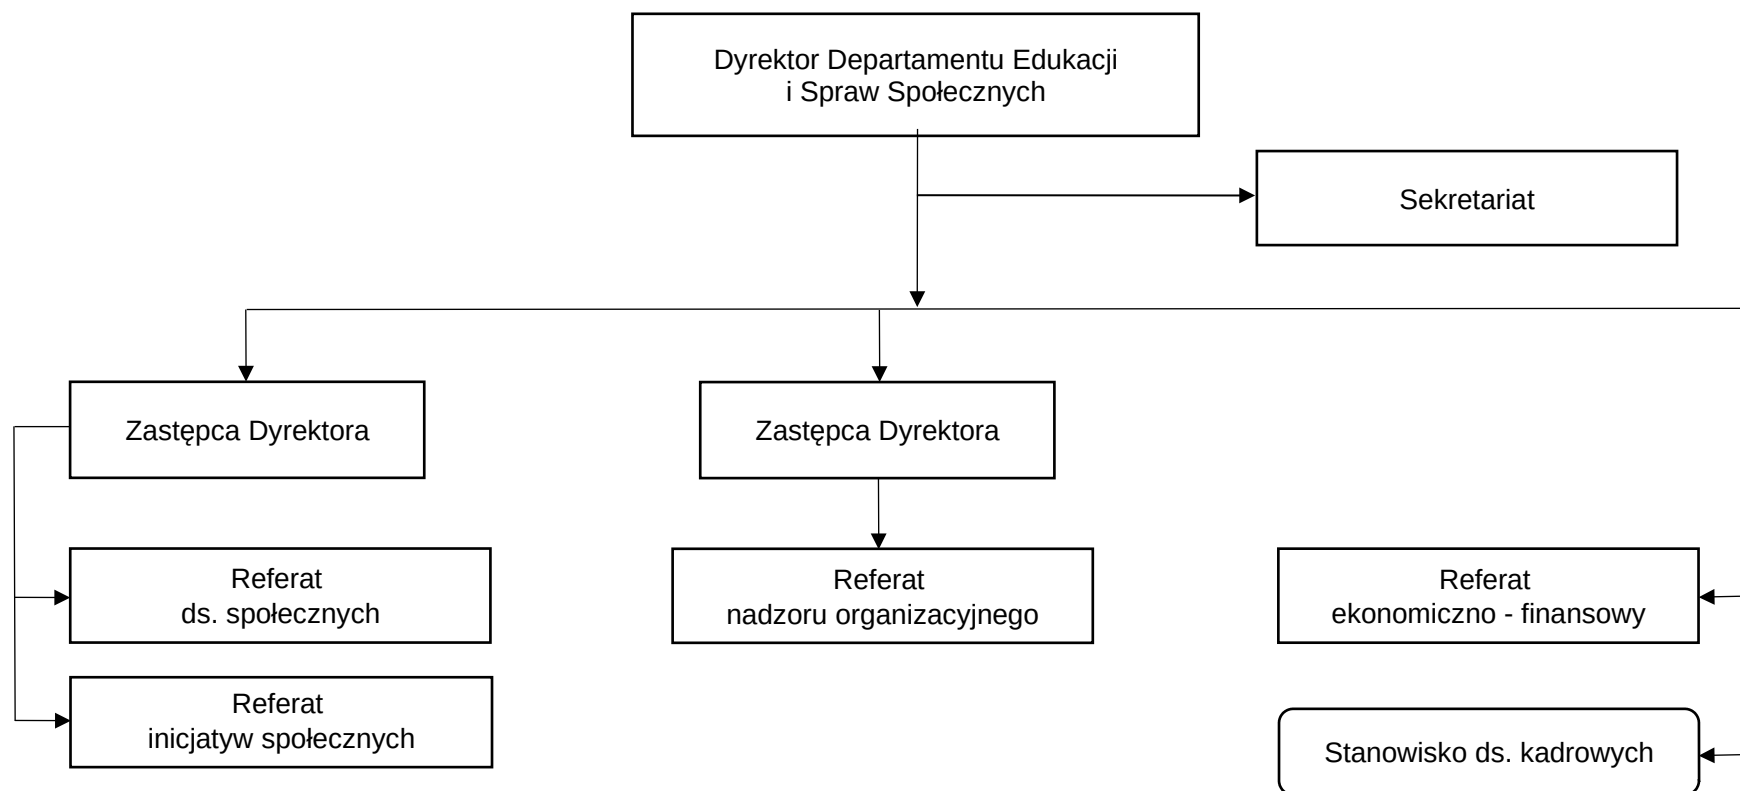 Dyrektor Departamentu Edukacji
i Spraw Społecznych
Sekretariat
Zastępca Dyrektora
Zastępca Dyrektora
Referat
ds. społecznych
Referat
nadzoru organizacyjnego
Referat
ekonomiczno - finansowy
Referat
inicjatyw społecznych
Stanowisko ds. kadrowych